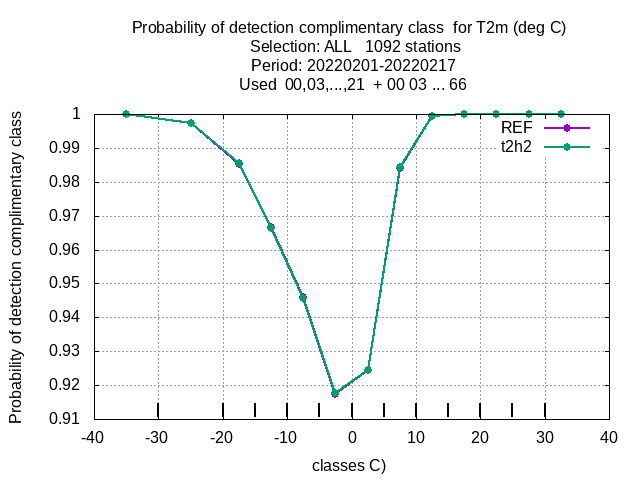 Probability of detection complimentary class  for T2m (deg C)
Selection: ALL   1092 stations
Period: 20220201-20220217
Used  00,03,...,21  + 00 03 ... 66
Probability of detection complimentary class
1
0.99
0.98
0.97
0.96
0.95
0.94
0.93
0.92
0.91
REF
t2h2
-40 -30 -20 -10 0 10 20 30 40
classes C)